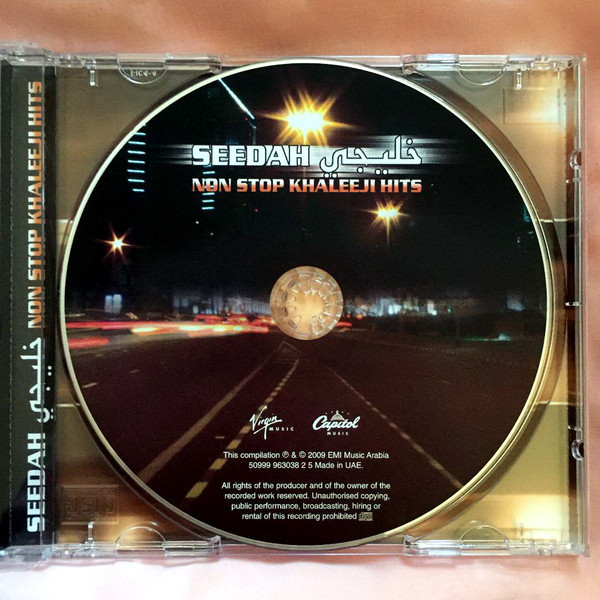 SEEDAH خليجي
NON STOP KHALEEJI HITS
Virgin
MUSIC
Capitol
MUSIC
This compilation ℗ & © 2009 EMI Music Arabia
50999 963038 2 5 Made in UAE.
All rights of the producer and of the owner of the
recorded work reserved. Unauthorised copying,
public performance, broadcasting, hiring or
rental of this recording prohibited
SEEDAH خليجي NON STOP KHALEEJI HITS